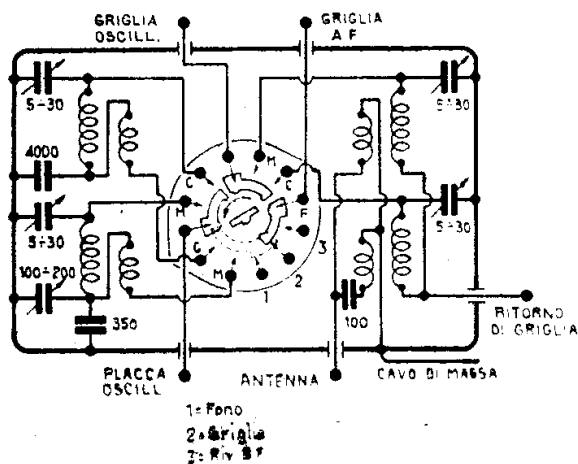 GRIGLIA
OSCILL.
GRIGLIA
A.F.
5÷30
5÷30
4000
5÷30
5÷30
100÷200
350
100
M
C
C
M
F
G
M
3
2
1
RITORNO
DI GRIGLIA
PLACCA
OSCILL
ANTENNA
CAVO DI MASSA
1= Fono
2= Griglia
3= Riv. BF